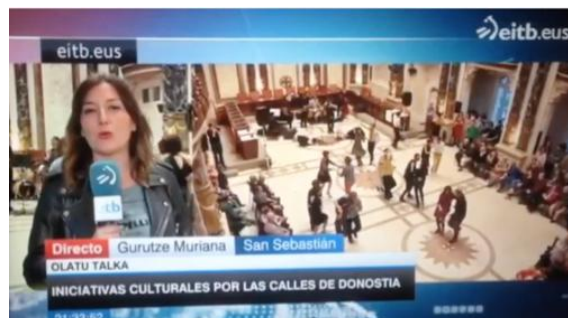 eitb.eus
eitb.eus
eitb
Directo Gurutze Muriana San Sebastián
OLATU TALKA
INICIATIVAS CULTURALES POR LAS CALLES DE DONOSTIA